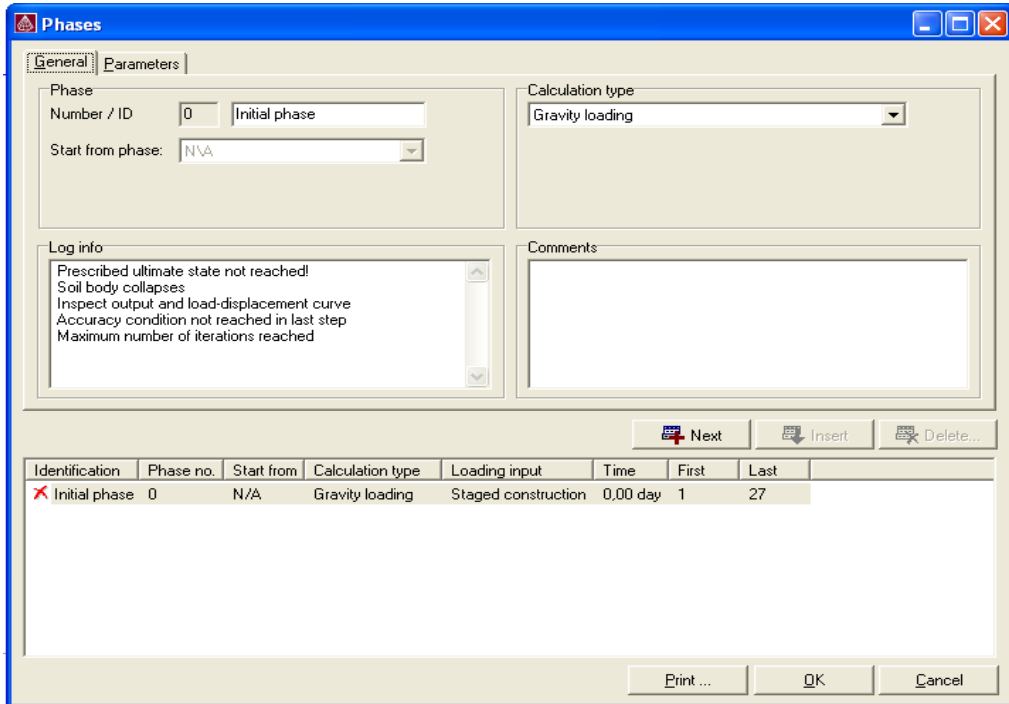 Phases
General Parameters
Phase
Number / ID 0 Initial phase
Start from phase: N\A
Calculation type
Gravity loading
Log info
Prescribed ultimate state not reached!
Soil body collapses
Inspect output and load-displacement curve
Accuracy condition not reached in last step
Maximum number of iterations reached
Comments
Next Insert Delete...
Identification Phase no. Start from Calculation type Loading input Time First Last
Initial phase 0 N/A Gravity loading Staged construction 0,00 day 1 27
Print ... OK Cancel